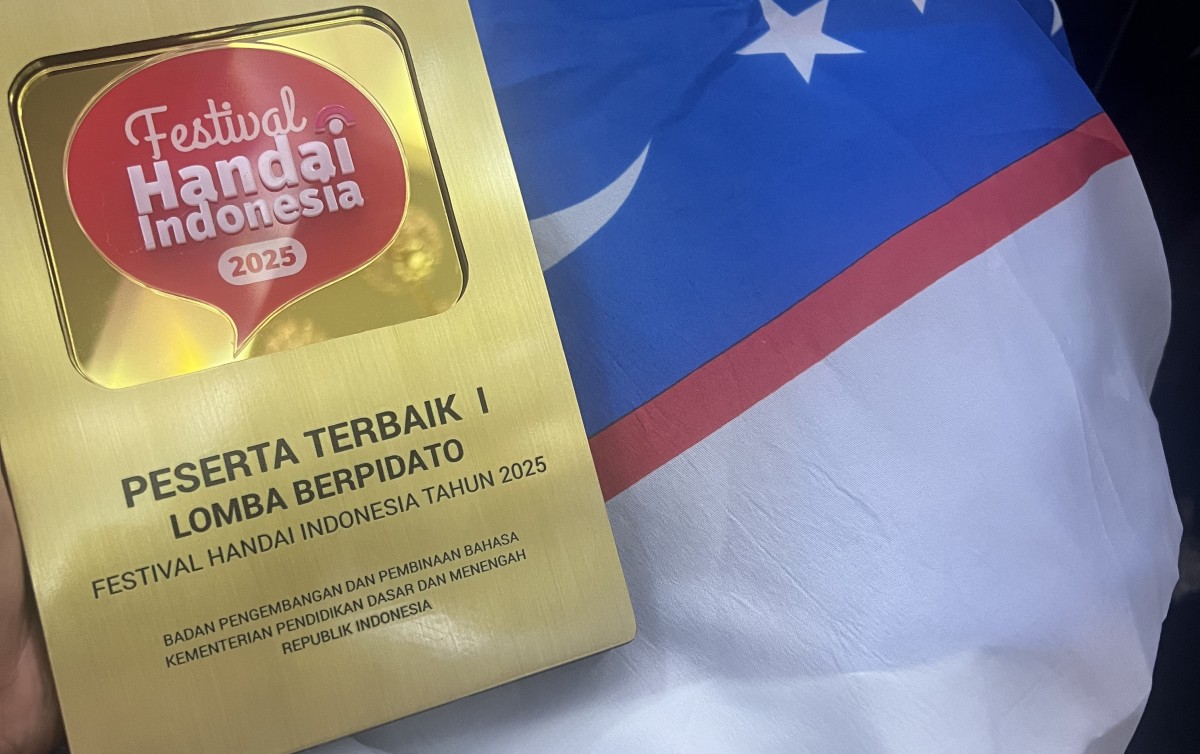 Festival
Handai
Indonesia
2025
PESERTA TERBAIK I
LOMBA BERPIDATO
FESTIVAL HANDAI INDONESIA TAHUN 2025
BADAN PENGEMBANGAN DAN PEMBINAAN BAHASA
KEMENTERIAN PENDIDIKAN DASAR DAN MENENGAH
REPUBLIK INDONESIA